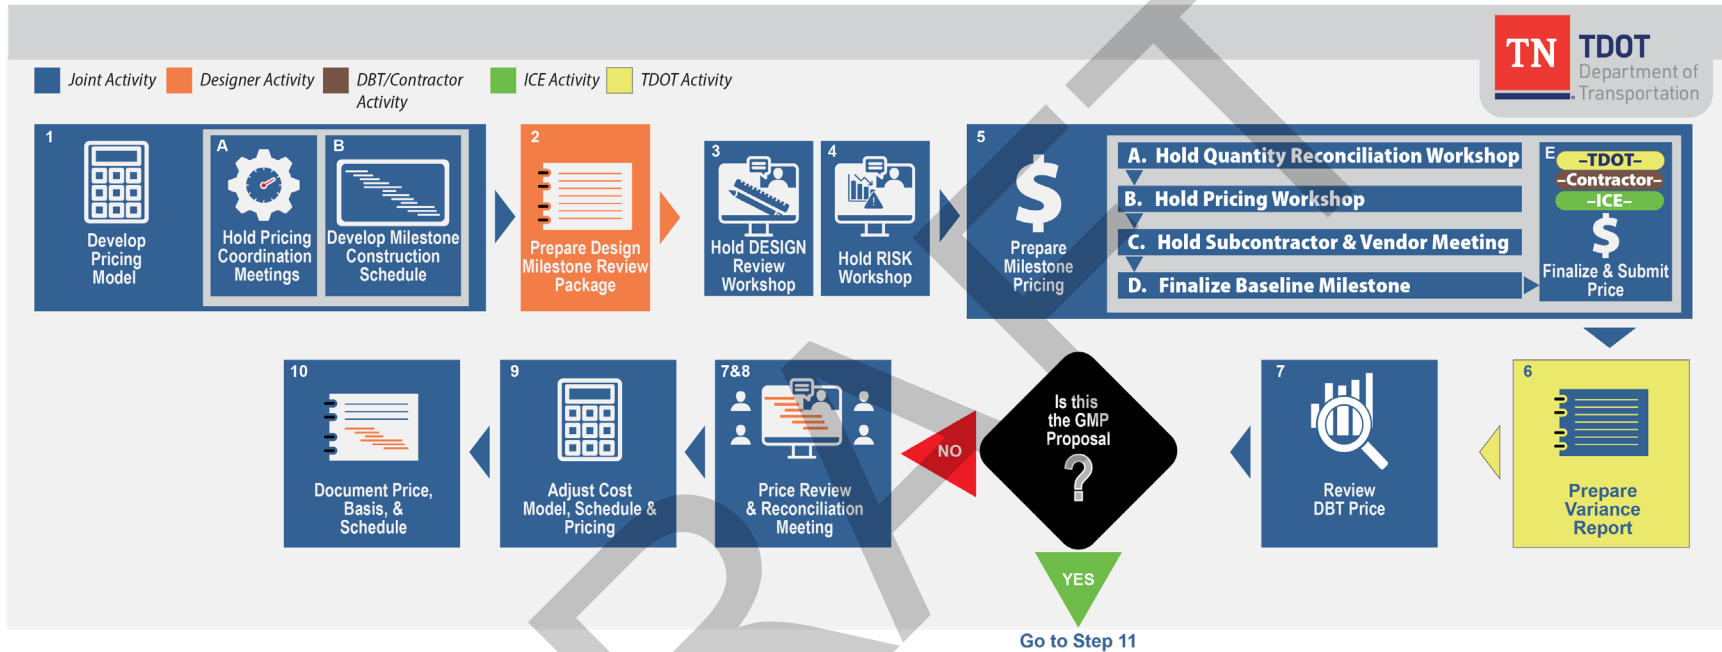 TN
TDOT
Department of
Transportation
Joint Activity
Designer Activity
DBT/Contractor
Activity
ICE Activity
TDOT Activity
1
Develop
Pricing
Model
A
Hold Pricing
Coordination
Meetings
B
Develop Milestone
Construction
Schedule
2
Prepare Design
Milestone Review
Package
3
Hold DESIGN
Review
Workshop
4
Hold RISK
Workshop
5
$
Prepare
Milestone
Pricing
A. Hold Quantity Reconciliation Workshop
B. Hold Pricing Workshop
C. Hold Subcontractor & Vendor Meeting
D. Finalize Baseline Milestone
E
–TDOT–
–Contractor–
–ICE–
$
Finalize & Submit
Price
6
Prepare
Variance
Report
7
Review
DBT Price
Is this
the GMP
Proposal
?
NO
YES
Go to Step 11
7&8
Price Review
& Reconciliation
Meeting
9
Adjust Cost
Model, Schedule &
Pricing
10
Document Price,
Basis, &
Schedule
DRAFT